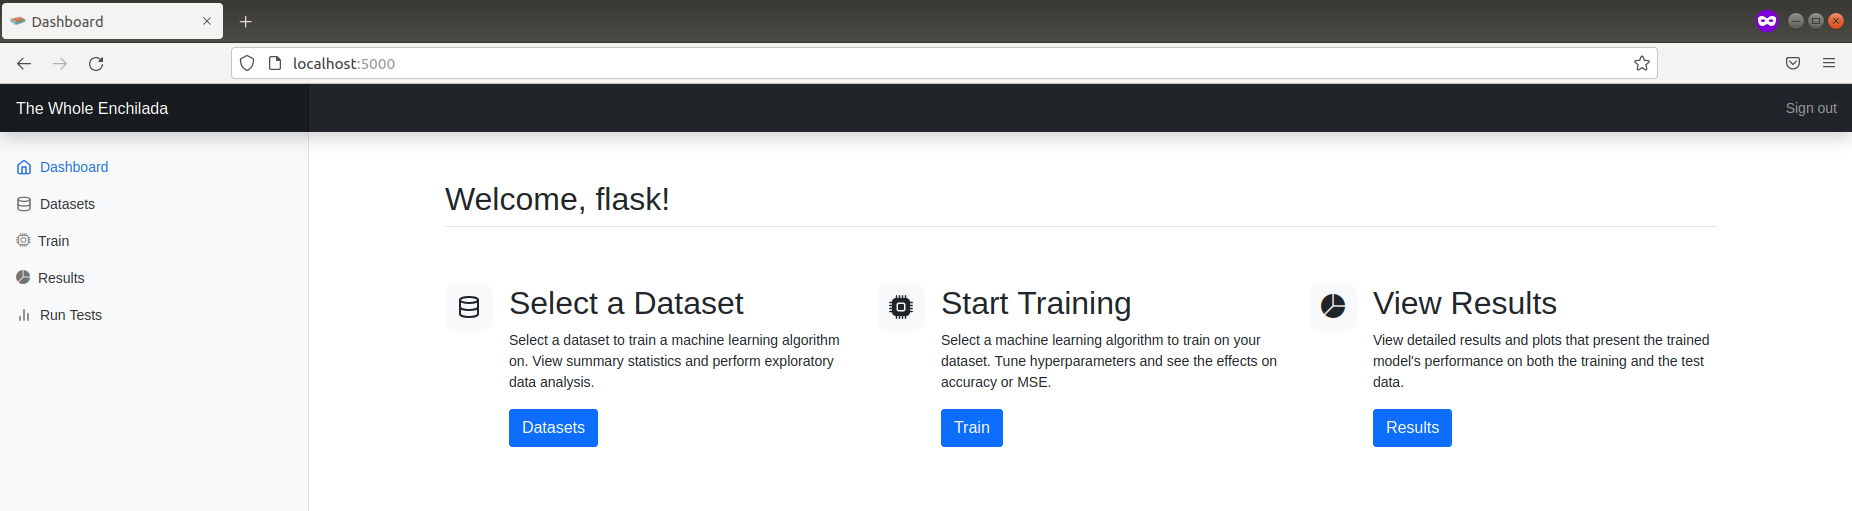 Dashboard
localhost:5000
The Whole Enchilada
Sign out
Dashboard
Datasets
Train
Results
Run Tests
Welcome, flask!
Select a Dataset
Select a dataset to train a machine learning algorithm
on. View summary statistics and perform exploratory
data analysis.
Datasets
Start Training
Select a machine learning algorithm to train on your
dataset. Tune hyperparameters and see the effects on
accuracy or MSE.
Train
View Results
View detailed results and plots that present the trained
model's performance on both the training and the test
data.
Results